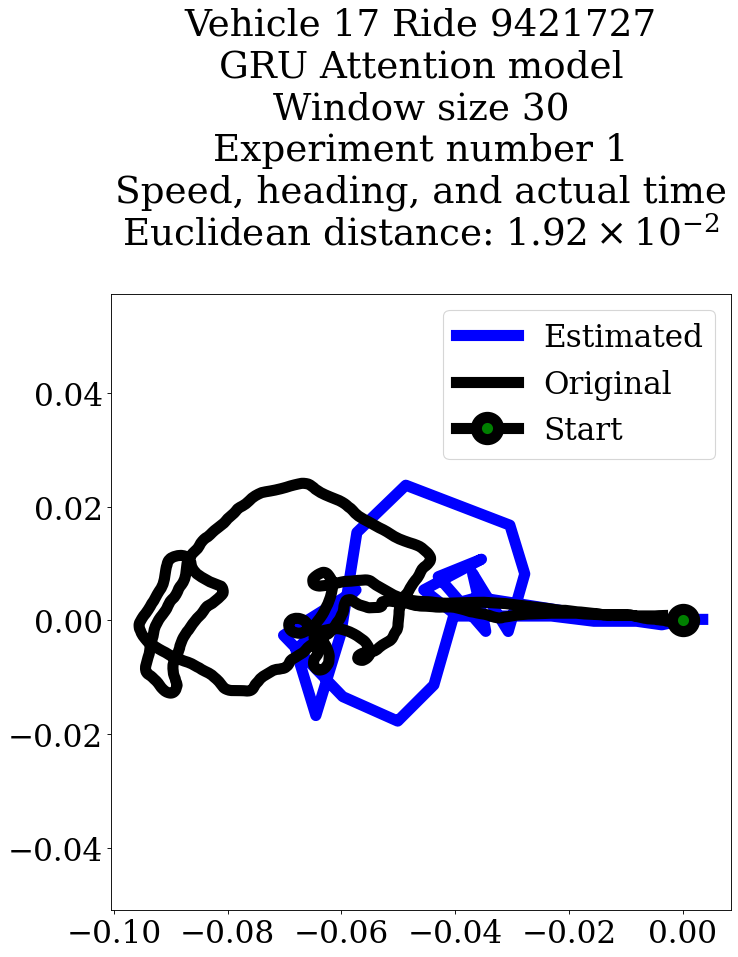 Vehicle 17 Ride 9421727
GRU Attention model
Window size 30
Experiment number 1
Speed, heading, and actual time
Euclidean distance: 1.92 × 10⁻²
Estimated
Original
Start
0.04
0.02
0.00
−0.02
−0.04
−0.10 −0.08 −0.06 −0.04 −0.02 0.00